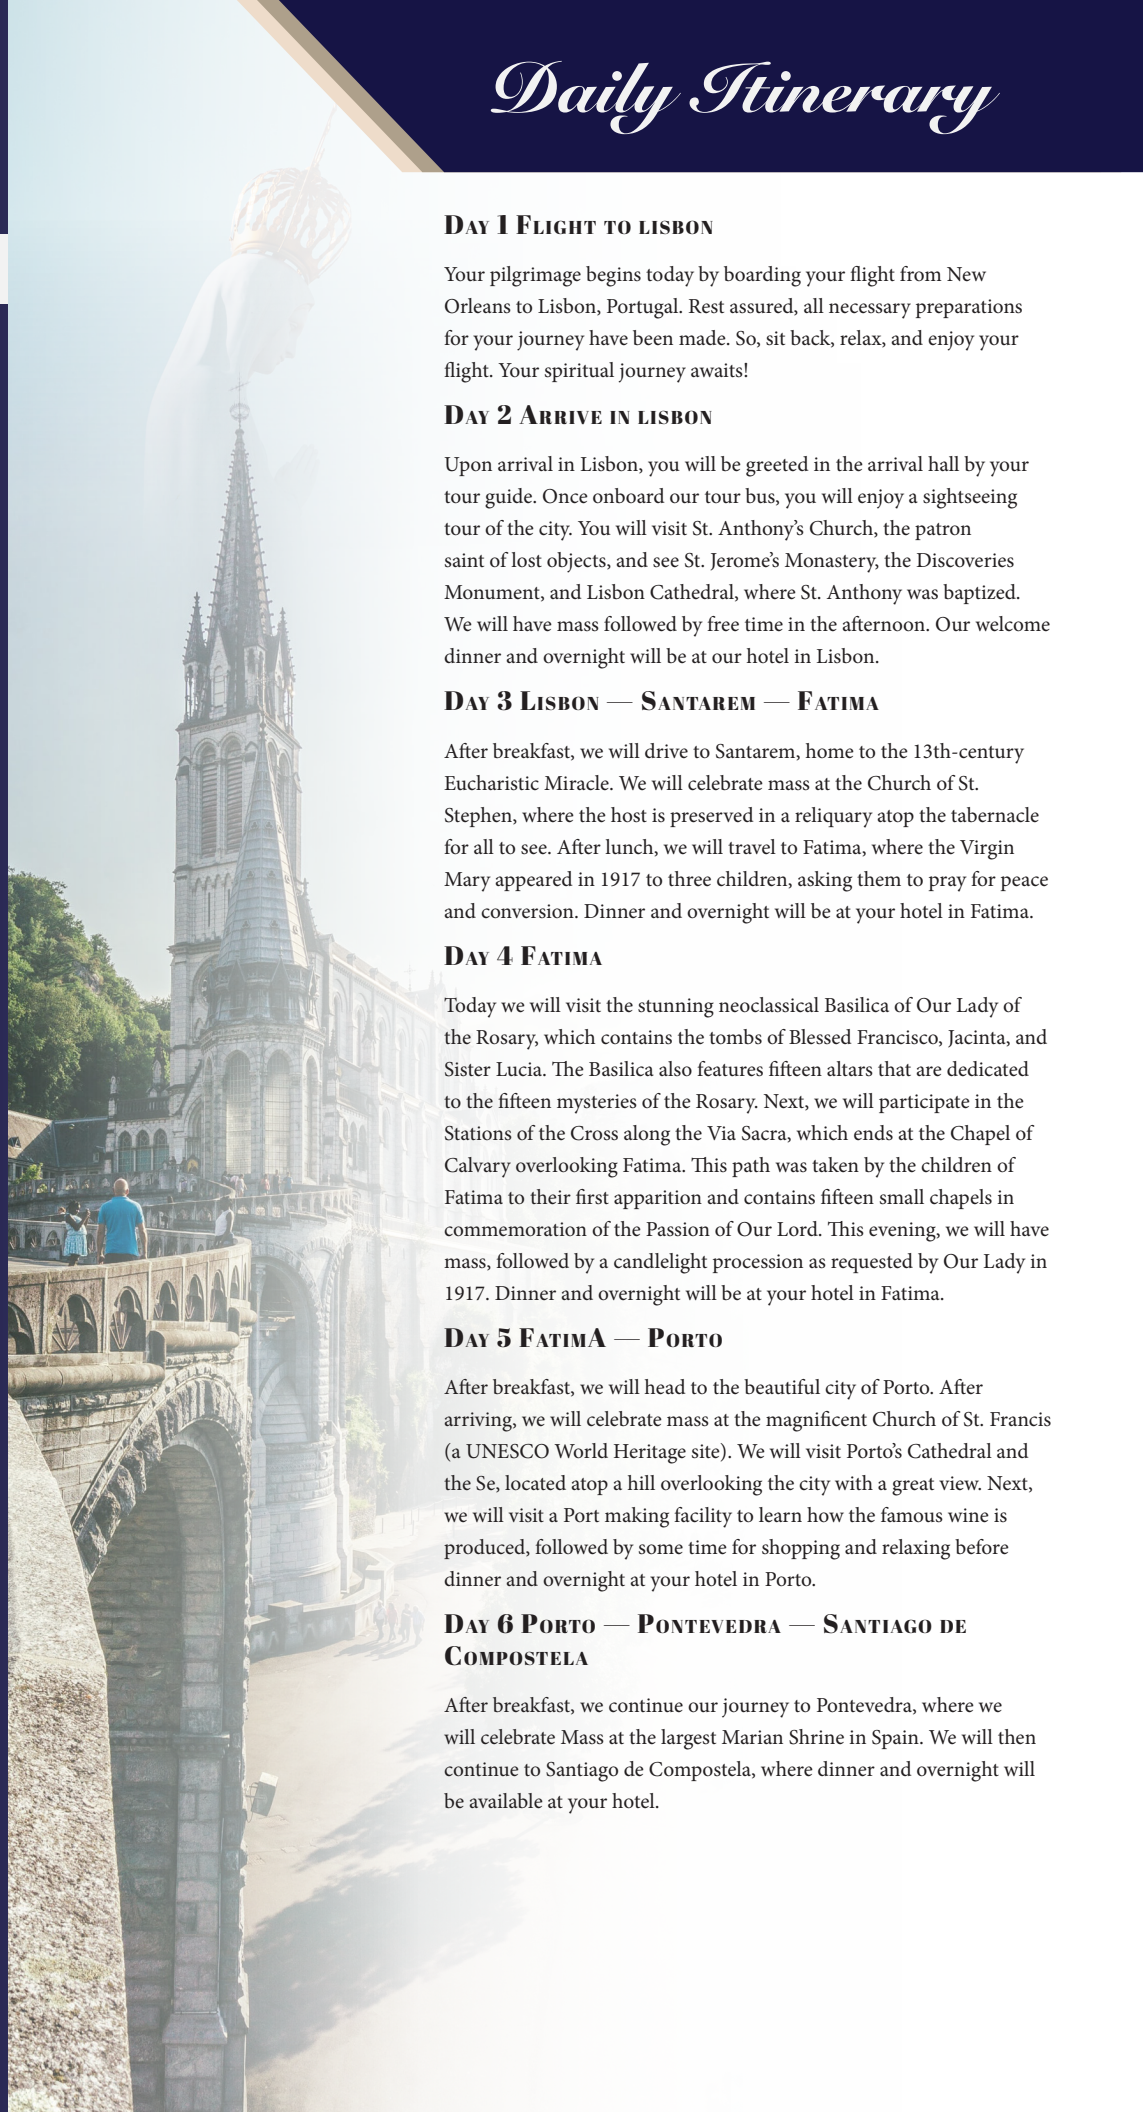 Daily Itinerary
Day 1 Flight to lisbon
Your pilgrimage begins today by boarding your flight from New
Orleans to Lisbon, Portugal. Rest assured, all necessary preparations
for your journey have been made. So, sit back, relax, and enjoy your
flight. Your spiritual journey awaits!
Day 2 Arrive in lisbon
Upon arrival in Lisbon, you will be greeted in the arrival hall by your
tour guide. Once onboard our tour bus, you will enjoy a sightseeing
tour of the city. You will visit St. Anthony’s Church, the patron
saint of lost objects, and see St. Jerome’s Monastery, the Discoveries
Monument, and Lisbon Cathedral, where St. Anthony was baptized.
We will have mass followed by free time in the afternoon. Our welcome
dinner and overnight will be at our hotel in Lisbon.
Day 3 Lisbon — Santarem — Fatima
After breakfast, we will drive to Santarem, home to the 13th-century
Eucharistic Miracle. We will celebrate mass at the Church of St.
Stephen, where the host is preserved in a reliquary atop the tabernacle
for all to see. After lunch, we will travel to Fatima, where the Virgin
Mary appeared in 1917 to three children, asking them to pray for peace
and conversion. Dinner and overnight will be at your hotel in Fatima.
Day 4 Fatima
Today we will visit the stunning neoclassical Basilica of Our Lady of
the Rosary, which contains the tombs of Blessed Francisco, Jacinta, and
Sister Lucia. The Basilica also features fifteen altars that are dedicated
to the fifteen mysteries of the Rosary. Next, we will participate in the
Stations of the Cross along the Via Sacra, which ends at the Chapel of
Calvary overlooking Fatima. This path was taken by the children of
Fatima to their first apparition and contains fifteen small chapels in
commemoration of the Passion of Our Lord. This evening, we will have
mass, followed by a candlelight procession as requested by Our Lady in
1917. Dinner and overnight will be at your hotel in Fatima.
Day 5 FatimA — Porto
After breakfast, we will head to the beautiful city of Porto. After
arriving, we will celebrate mass at the magnificent Church of St. Francis
(a UNESCO World Heritage site). We will visit Porto’s Cathedral and
the Se, located atop a hill overlooking the city with a great view. Next,
we will visit a Port making facility to learn how the famous wine is
produced, followed by some time for shopping and relaxing before
dinner and overnight at your hotel in Porto.
Day 6 Porto — Pontevedra — Santiago de
Compostela
After breakfast, we continue our journey to Pontevedra, where we
will celebrate Mass at the largest Marian Shrine in Spain. We will then
continue to Santiago de Compostela, where dinner and overnight will
be available at your hotel.